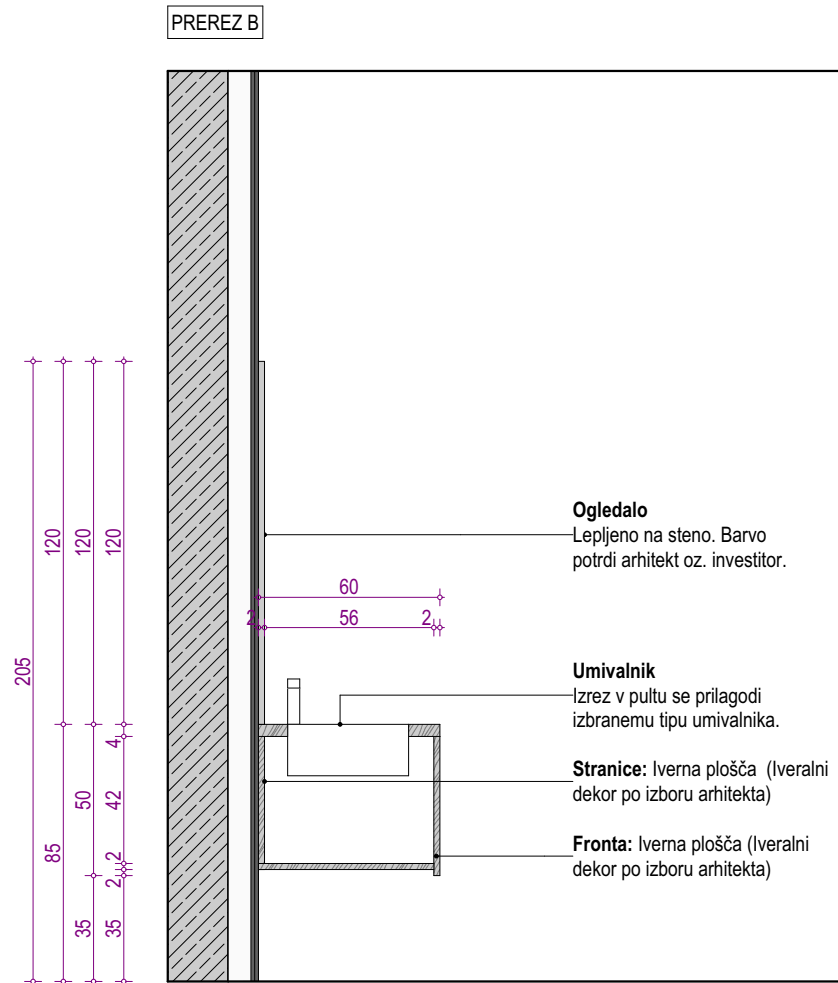 PREREZ B
Ogledalo
Lepljeno na steno. Barvo
potrdi arhitekt oz. investitor.
60
2 56 2
120 120 120
205
Umivalnik
Izrez v pultu se prilagodi
izbranemu tipu umivalnika.
4
Stranice: Iverna plošča (Iveralni
dekor po izboru arhitekta)
50 42
85
2
Fronta: Iverna plošča (Iveralni
dekor po izboru arhitekta)
2
35 35